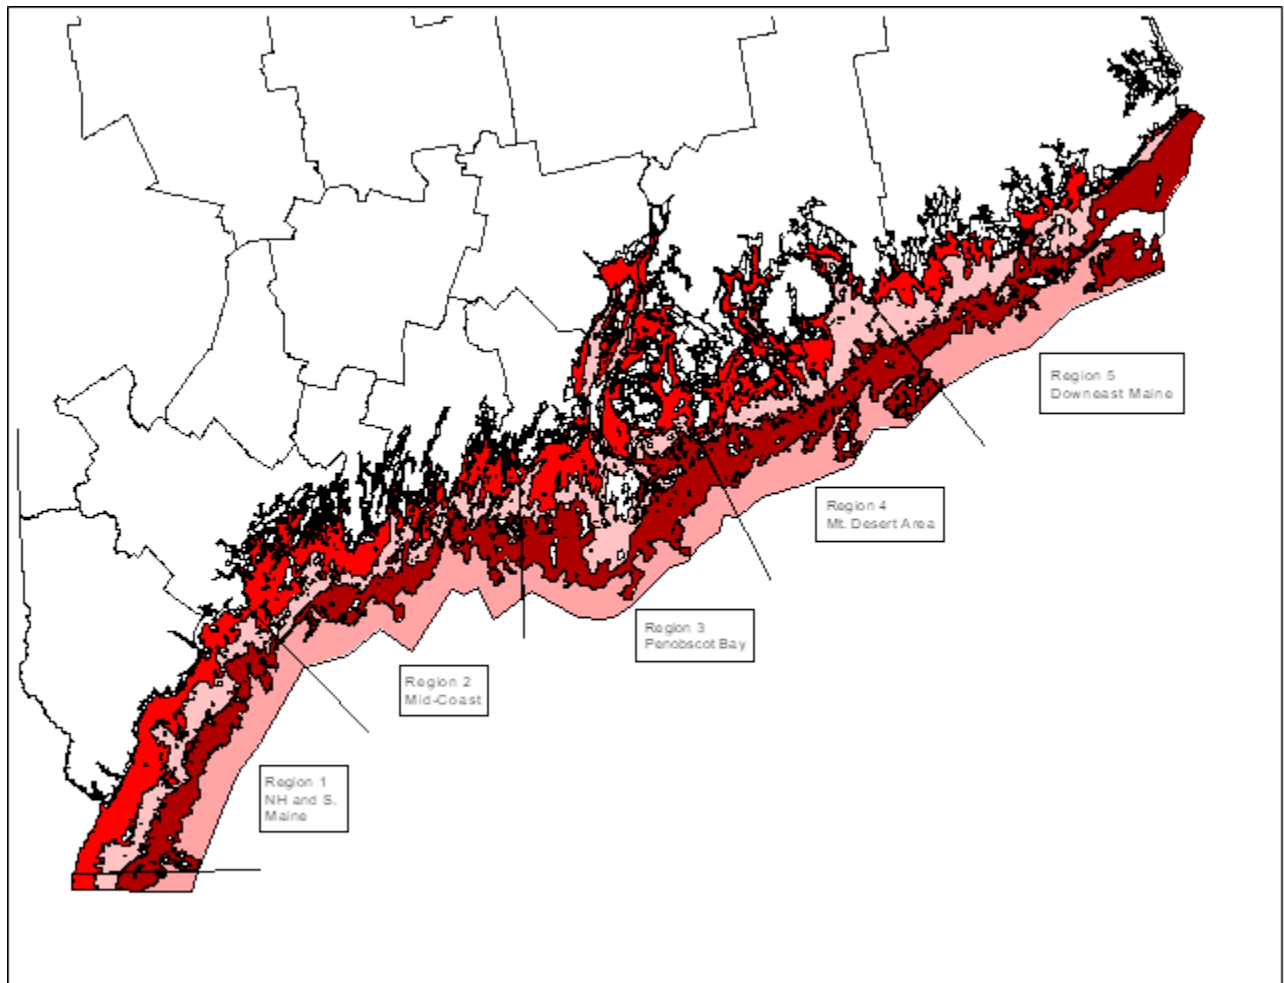 Region 5
Downeast Maine
Region 4
Mt. Desert Area
Region 3
Penobscot Bay
Region 2
Mid-Coast
Region 1
NH and S.
Maine